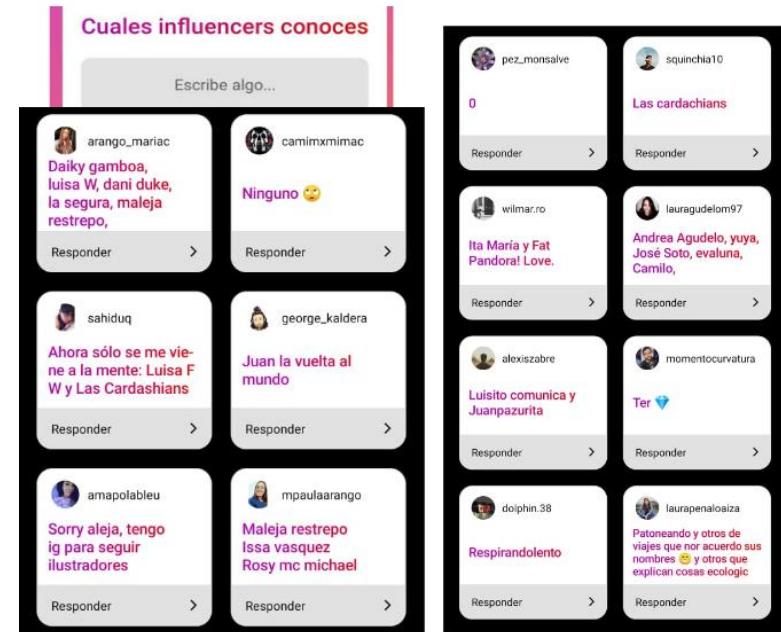 Cuales influencers conoces
Escribe algo...
arango_mariac
Daiky gamboa,
luisa W, dani duke,
la segura, maleja
restrepo,
Responder
camimxmimac
Ninguno 🙄
Responder
sahiduq
Ahora sólo se me vie-
ne a la mente: Luisa F
W y Las Cardashians
Responder
george_kaldera
Juan la vuelta al
mundo
Responder
amapolableu
Sorry aleja, tengo
ig para seguir
ilustradores
Responder
mpaulaarango
Maleja restrepo
Issa vasquez
Rosy mc michael
Responder
pez_monsalve
0
Responder
squinchia10
Las cardachians
Responder
wilmar.ro
Ita María y Fat
Pandora! Love.
Responder
lauragudelom97
Andrea Agudelo, yuya,
José Soto, evaluna,
Camilo,
Responder
alexiszabre
Luisito comunica y
Juanpazurita
Responder
momentocurvatura
Ter 💎
Responder
doiphin.38
Respirandolento
Responder
laurapenaloaiza
Patoneando y otros de
viajes que nor acuerdo sus
nombres 😬 y otros que
explican cosas ecologic
Responder